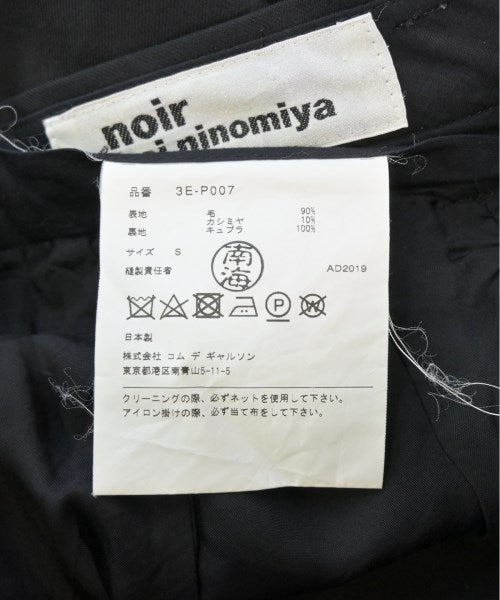 noir
i ninomiya
品番 3E-P007
表地 毛 90%
カシミヤ 10%
裏地 キュプラ 100%
サイズ S
縫製責任者 南海 AD2019
P W
日本製
株式会社 コム デ ギャルソン
東京都港区南青山5-11-5
クリーニングの際、必ずネットを使用して下さい。
アイロン掛けの際、必ず当て布をして下さい。